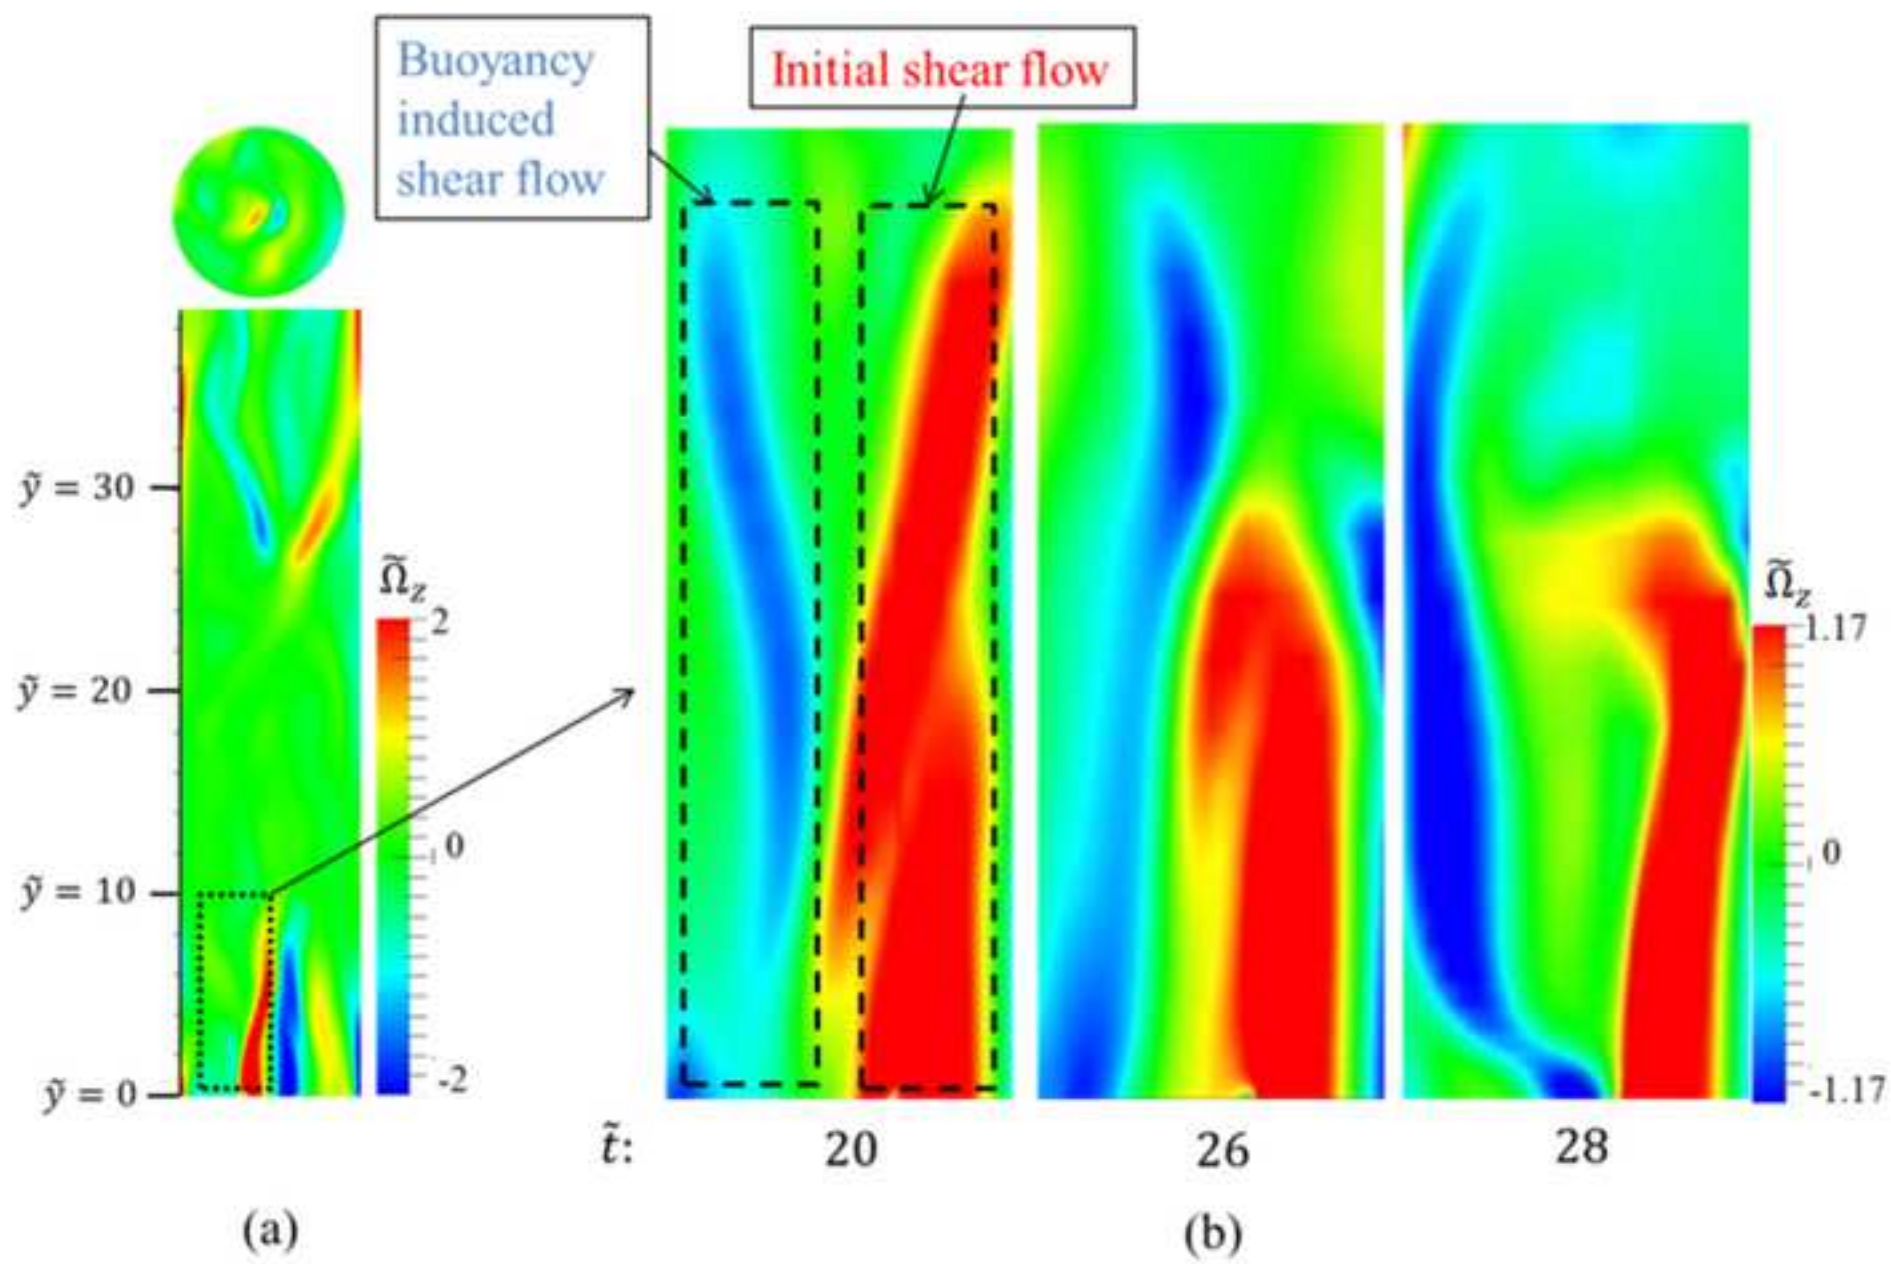 Buoyancy
induced
shear flow
Initial shear flow
ỹ = 30
ỹ = 20
ỹ = 10
ỹ = 0
Ω̃z
2
0
-2
Ω̃z
1.17
0
-1.17
t̃:
20
26
28
(a)
(b)